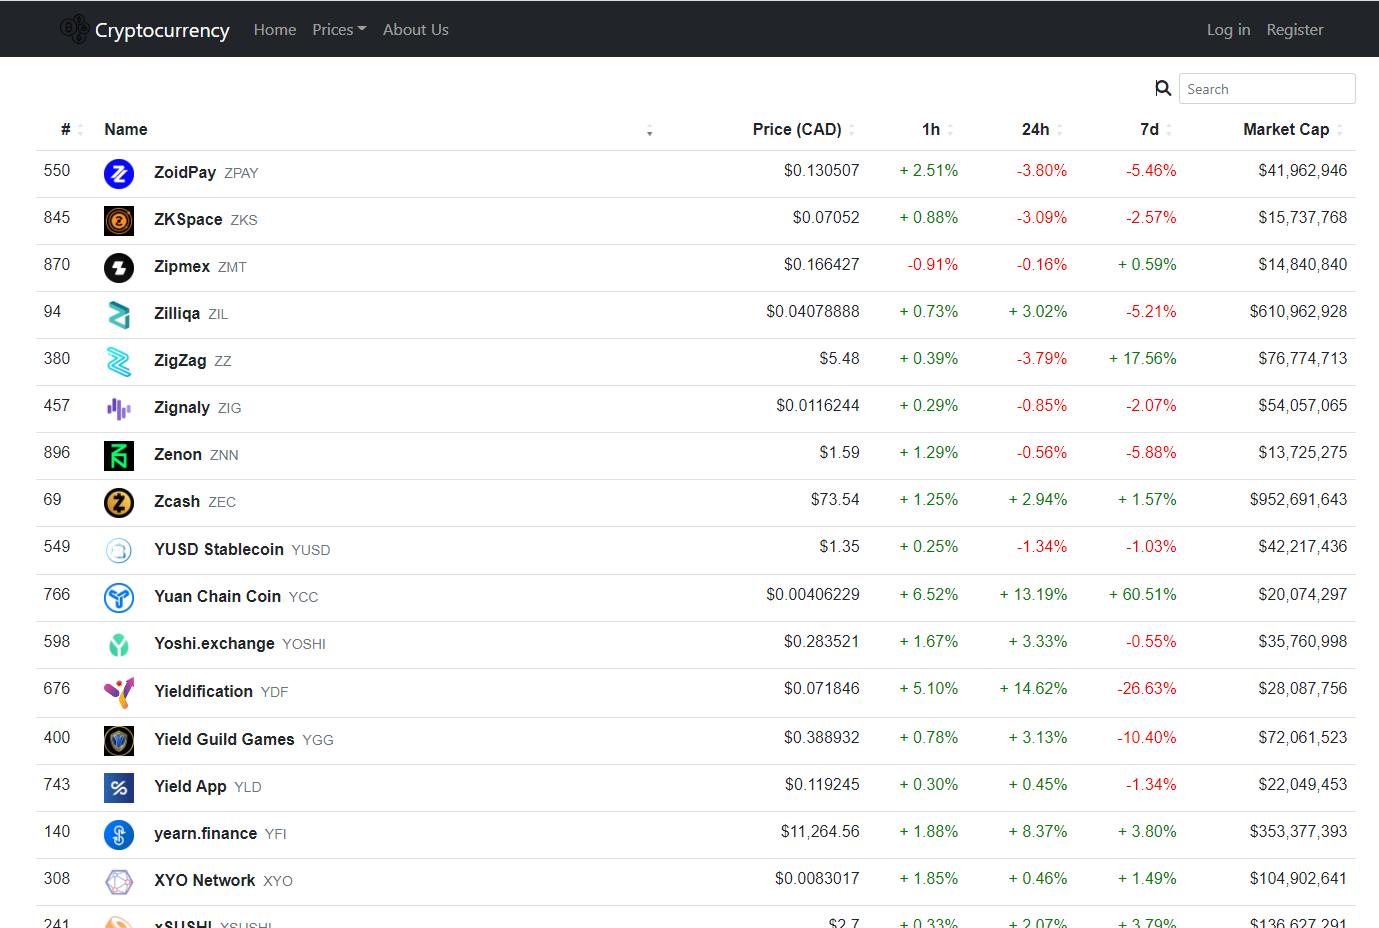 Cryptocurrency Home Prices About Us Log in Register
Search
# Name Price (CAD) 1h 24h 7d Market Cap
550 ZoidPay ZPAY $0.130507 + 2.51% -3.80% -5.46% $41,962,946
845 ZKSpace ZKS $0.07052 + 0.88% -3.09% -2.57% $15,737,768
870 Zipmex ZMT $0.166427 -0.91% -0.16% + 0.59% $14,840,840
94 Zilliqa ZIL $0.04078888 + 0.73% + 3.02% -5.21% $610,962,928
380 ZigZag ZZ $5.48 + 0.39% -3.79% + 17.56% $76,774,713
457 Zignaly ZIG $0.0116244 + 0.29% -0.85% -2.07% $54,057,065
896 Zenon ZNN $1.59 + 1.29% -0.56% -5.88% $13,725,275
69 Zcash ZEC $73.54 + 1.25% + 2.94% + 1.57% $952,691,643
549 YUSD Stablecoin YUSD $1.35 + 0.25% -1.34% -1.03% $42,217,436
766 Yuan Chain Coin YCC $0.00406229 + 6.52% + 13.19% + 60.51% $20,074,297
598 Yoshi.exchange YOSHI $0.283521 + 1.67% + 3.33% -0.55% $35,760,998
676 Yieldification YDF $0.071846 + 5.10% + 14.62% -26.63% $28,087,756
400 Yield Guild Games YGG $0.388932 + 0.78% + 3.13% -10.40% $72,061,523
743 Yield App YLD $0.119245 + 0.30% + 0.45% -1.34% $22,049,453
140 yearn.finance YFI $11,264.56 + 1.88% + 8.37% + 3.80% $353,377,393
308 XYO Network XYO $0.0083017 + 1.85% + 0.46% + 1.49% $104,902,641
241 xSUSHI XSUSHI $2.7 + 0.33% + 2.07% + 3.79% $136,627,291